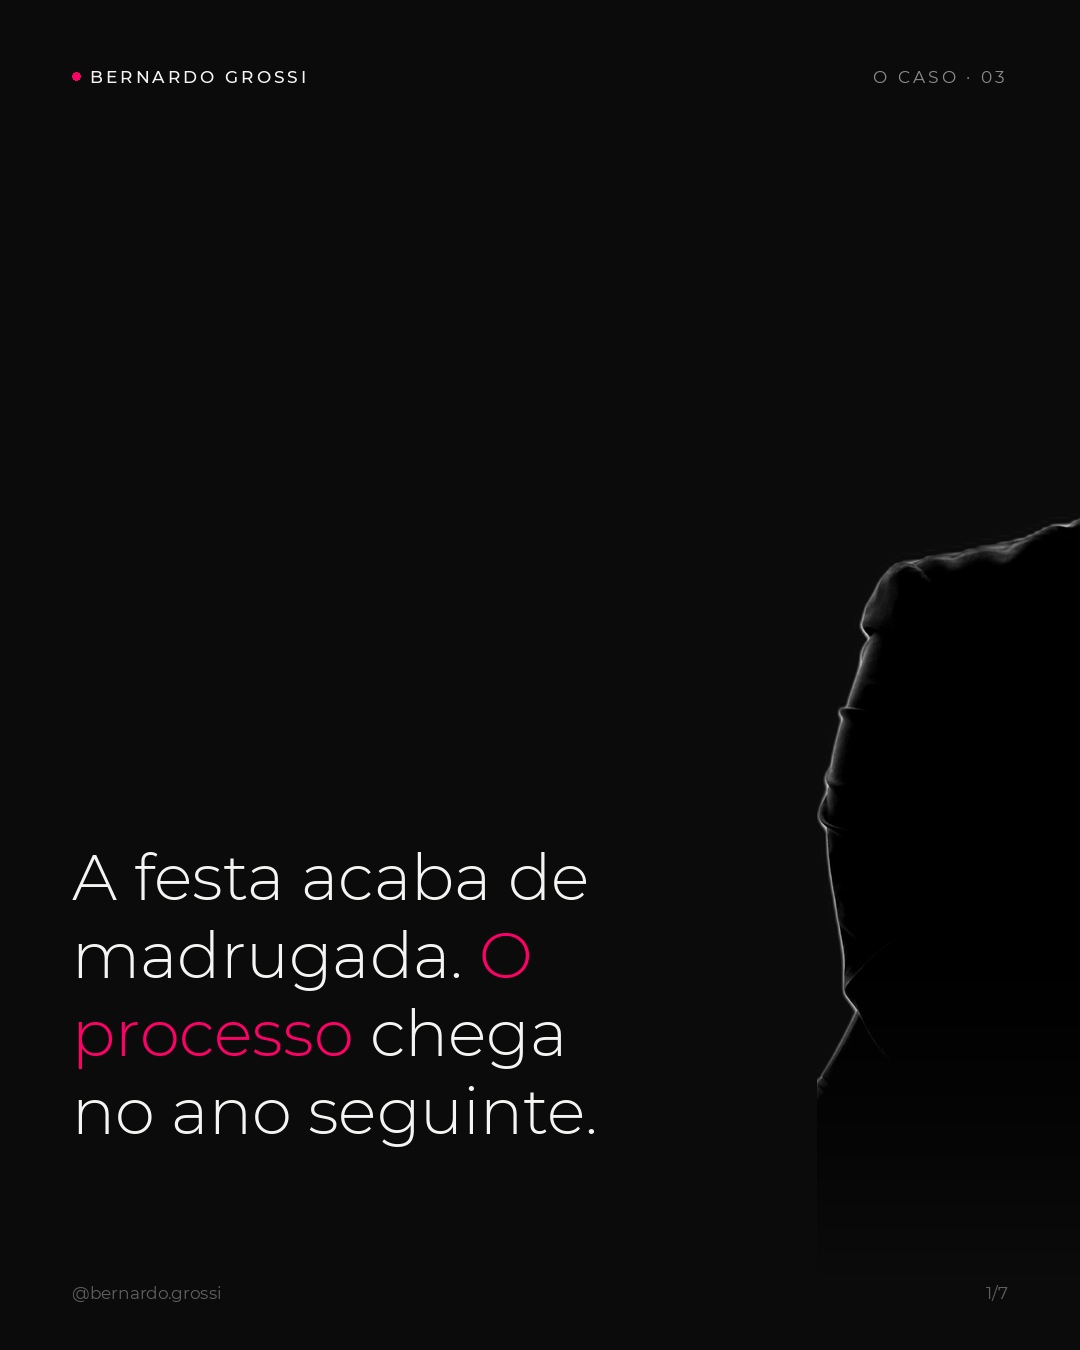 BERNARDO GROSSI
O CASO · 03
A festa acaba de
madrugada. O
processo chega
no ano seguinte.
@bernardo.grossi
1/7